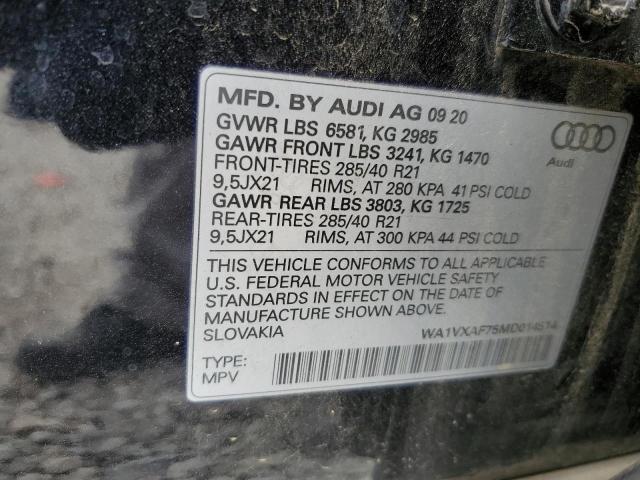 MFD. BY AUDI AG 09 20
GVWR LBS 6581, KG 2985
GAWR FRONT LBS 3241, KG 1470
FRONT-TIRES 285/40 R21
9,5JX21 RIMS, AT 280 KPA 41 PSI COLD
GAWR REAR LBS 3803, KG 1725
REAR-TIRES 285/40 R21
9,5JX21 RIMS, AT 300 KPA 44 PSI COLD
Audi
THIS VEHICLE CONFORMS TO ALL APPLICABLE
U.S. FEDERAL MOTOR VEHICLE SAFETY
STANDARDS IN EFFECT ON THE DATE OF
MANUFACTURE SHOWN ABOVE.
SLOVAKIA
WA1VXAF75MD014514
TYPE:
MPV